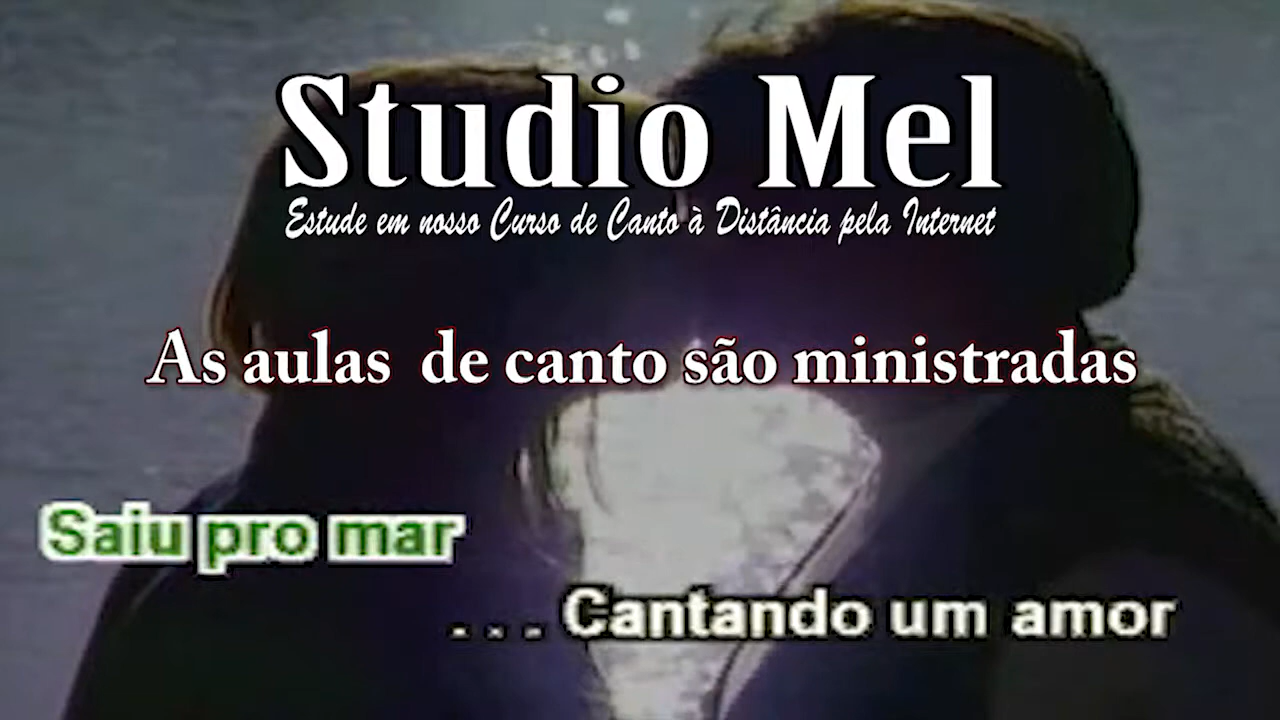 Studio Mel
Estude em nosso Curso de Canto à Distância pela Internet
As aulas de canto são ministradas
Saiu pro mar
. . . Cantando um amor